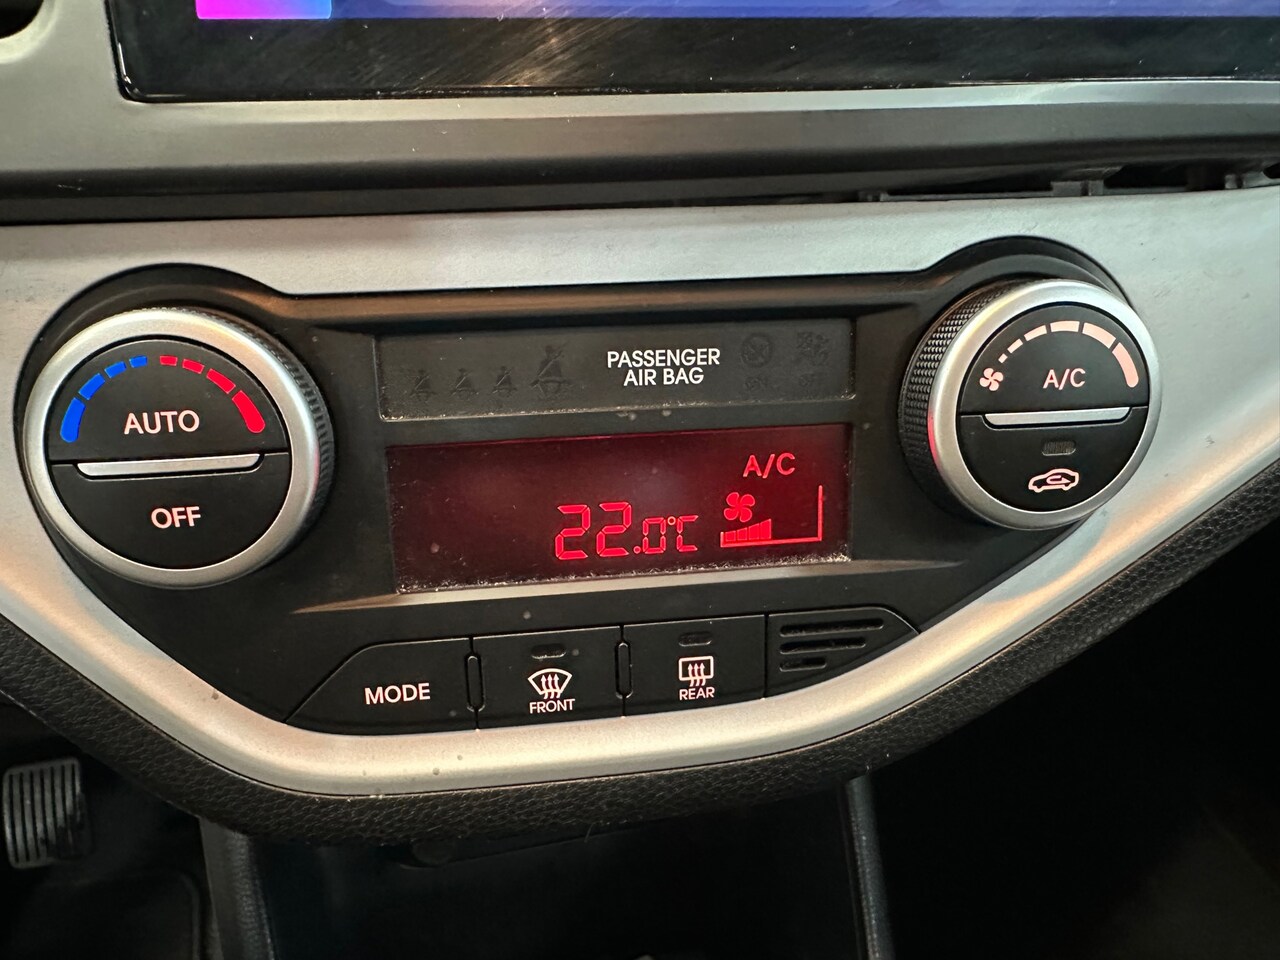 PASSENGER
AIR BAG
AUTO
OFF
A/C
A/C
22.0°C
MODE
FRONT
REAR